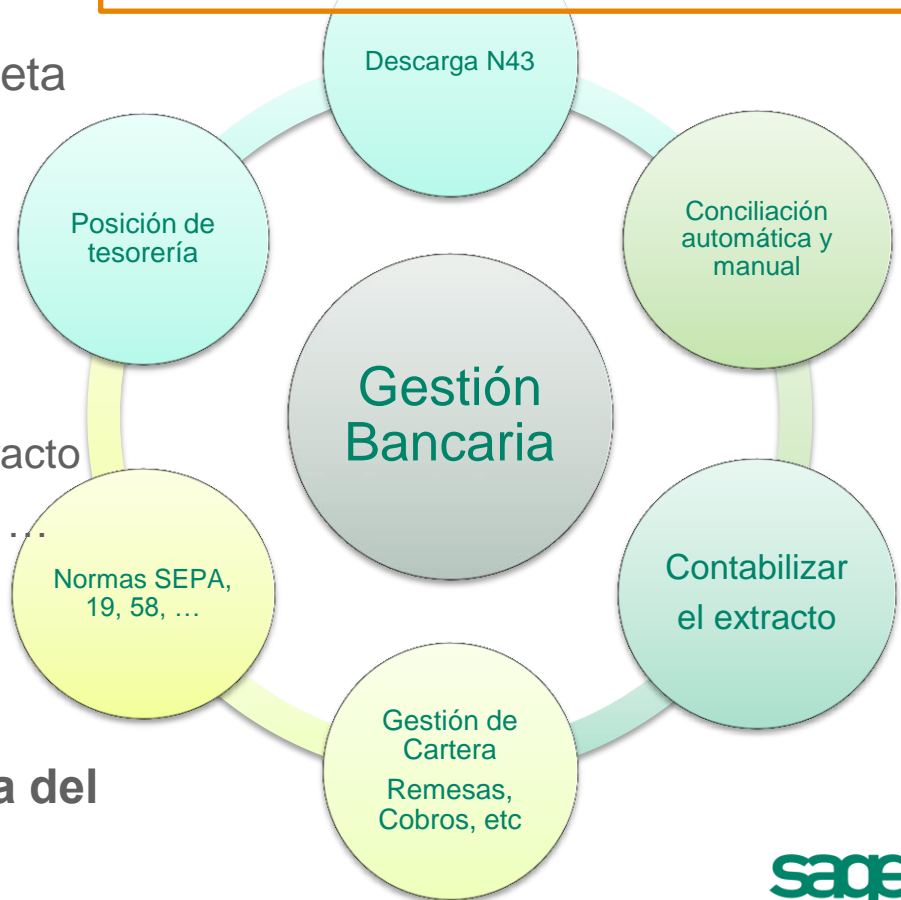 Descarga N43
eta
Posición de
tesorería
Conciliación
automática y
manual
Gestión
Bancaria
acto
...
Normas SEPA,
19, 58, ...
Contabilizar
el extracto
Gestión de
Cartera
Remesas,
Cobros, etc
a del
sage